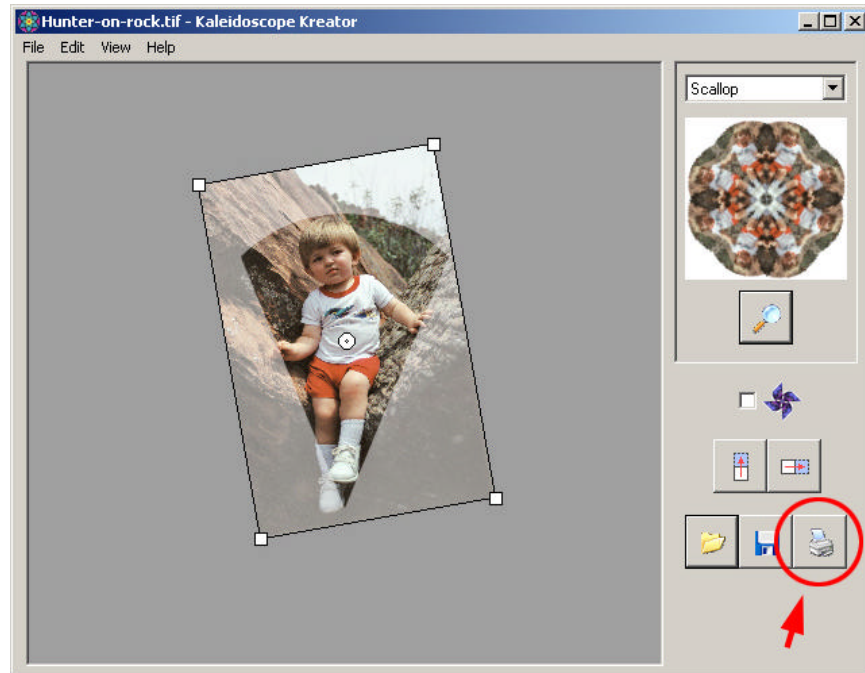 Hunter-on-rock.tif - Kaleidoscope Kreator
File Edit View Help
Scallop